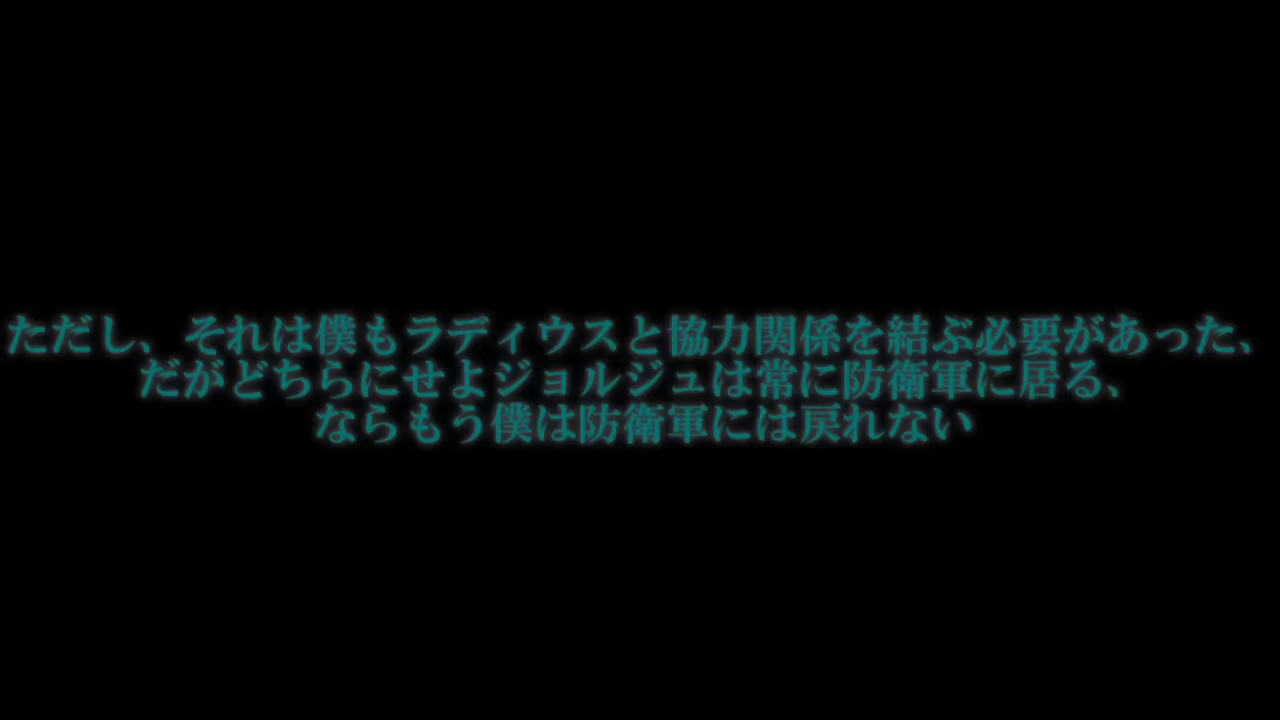 ただし、それは僕もラディウスと協力関係を結ぶ必要があった、
だがどちらにせよジョルジュは常に防衛軍に居る、
ならもう僕は防衛軍には戻れない